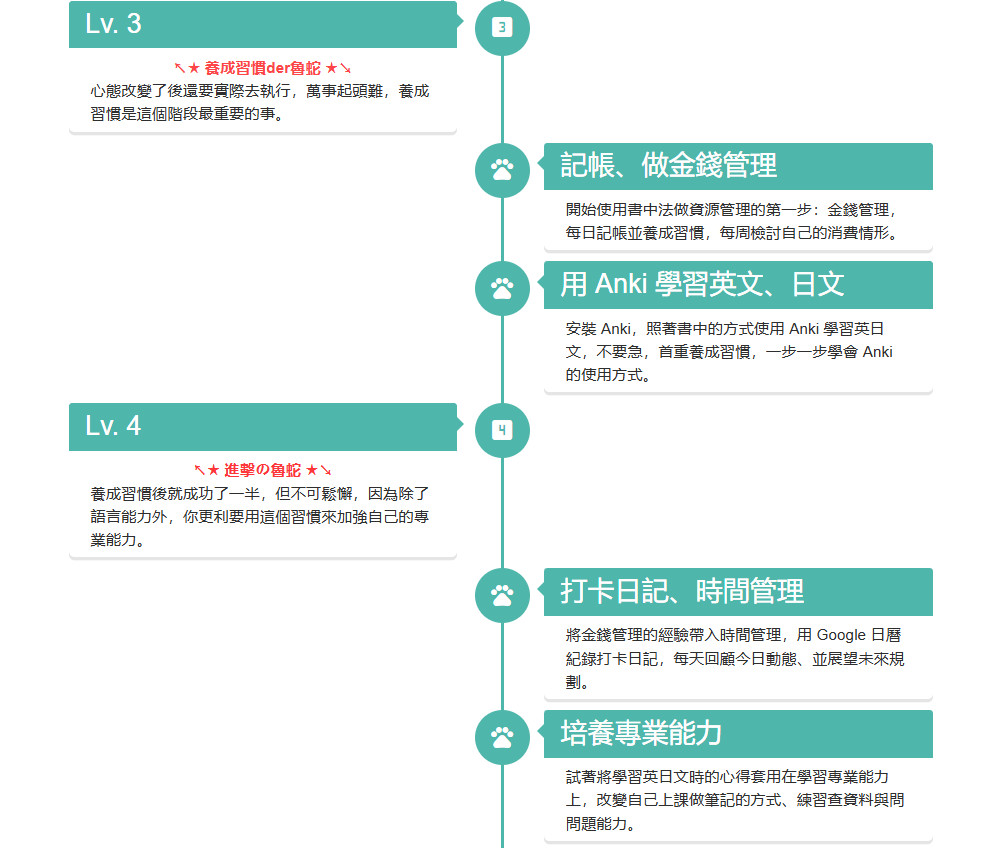 Lv. 3
3
↖★ 養成習慣der魯蛇 ★↘
心態改變了後還要實際去執行，萬事起頭難，養成
習慣是這個階段最重要的事。
記帳、做金錢管理
開始使用書中法做資源管理的第一步：金錢管理，
每日記帳並養成習慣，每周檢討自己的消費情形。
用 Anki 學習英文、日文
安裝 Anki，照著書中的方式使用 Anki 學習英日
文，不要急，首重養成習慣，一步一步學會 Anki
的使用方式。
Lv. 4
4
↖★ 進擊の魯蛇 ★↘
養成習慣後就成功了一半，但不可鬆懈，因為除了
語言能力外，你更利要用這個習慣來加強自己的專
業能力。
打卡日記、時間管理
將金錢管理的經驗帶入時間管理，用 Google 日曆
紀錄打卡日記，每天回顧今日動態、並展望未來規
劃。
培養專業能力
試著將學習英日文時的心得套用在學習專業能力
上，改變自己上課做筆記的方式、練習查資料與問
問題能力。